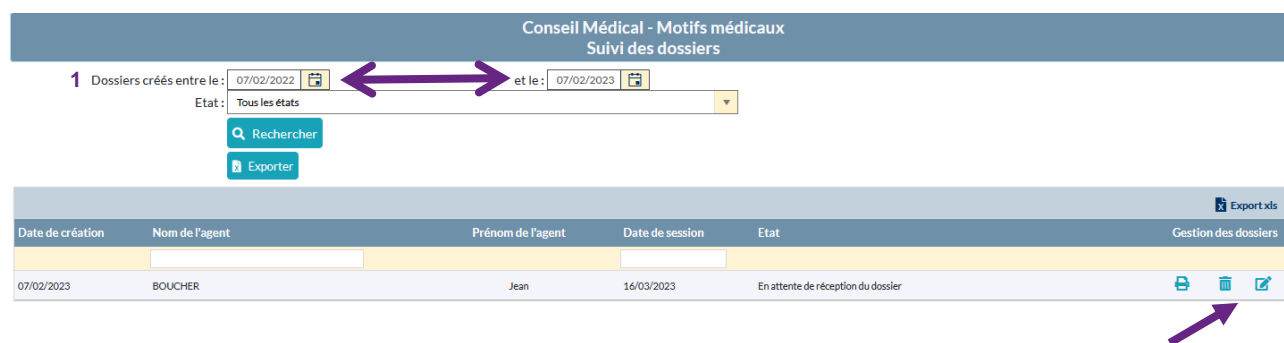 Conseil Médical - Motifs médicaux
Suivi des dossiers
1 Dossiers créés entre le : 07/02/2022 et le : 07/02/2023
Etat : Tous les états
Rechercher
Exporter
Export xls
Date de création Nom de l'agent Prénom de l'agent Date de session Etat Gestion des dossiers
07/02/2023 BOUCHER Jean 16/03/2023 En attente de réception du dossier